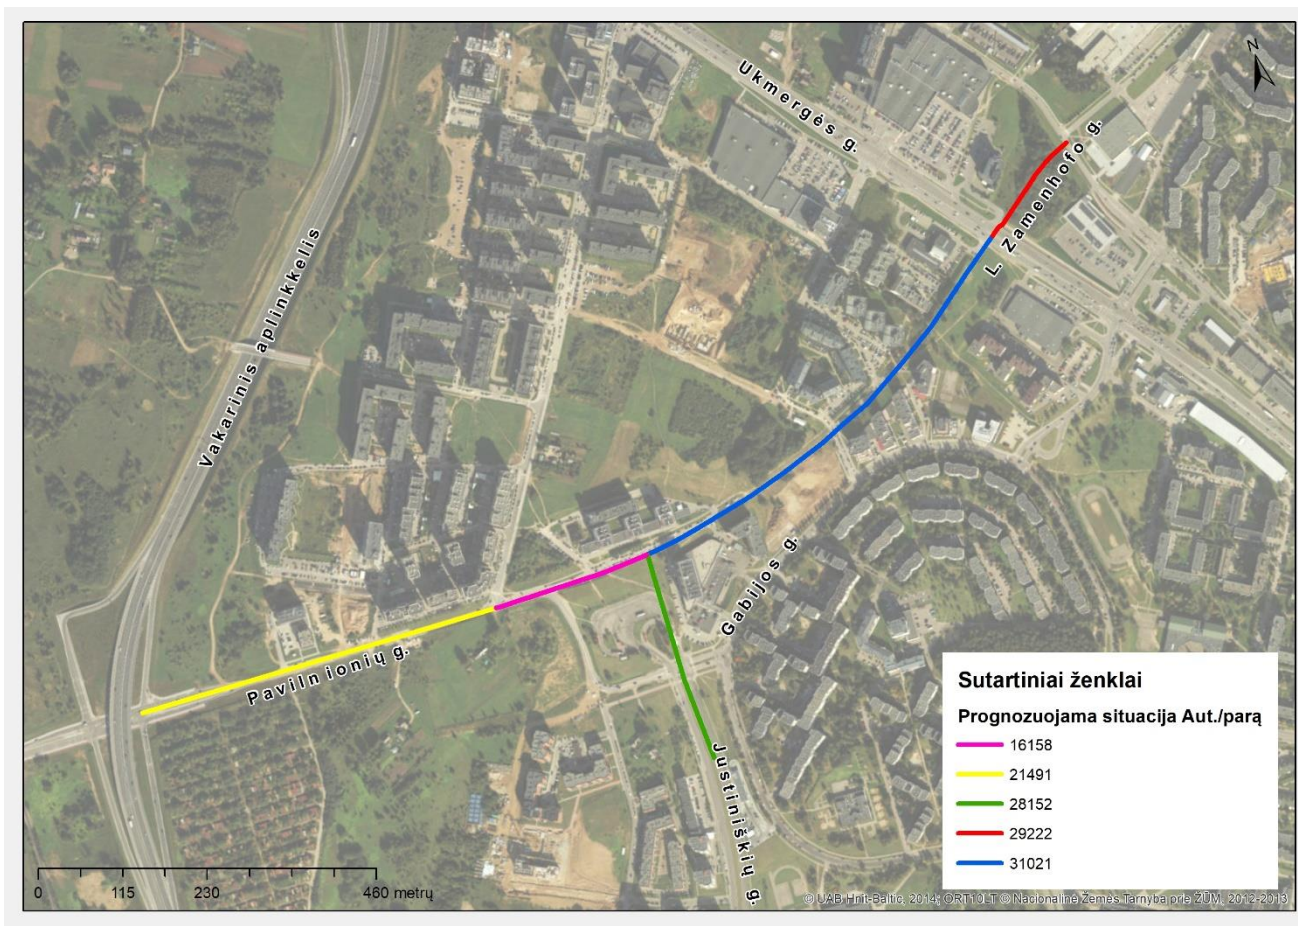 N
Ukmergės g.
L. Zamenhofo g.
Vakarinis aplinkkelis
Gabijos g.
Pavilnionių g.
Justiniškių g.
Sutartiniai ženklai
Prognozuojama situacija Aut./parą
16158
21491
28152
29222
31021
0 115 230 460 metrų
© UAB Hnit-Baltic, 2014; ORT10LT © Nacionalinė Žemės Tarnyba prie ŽŪM, 2012-2013